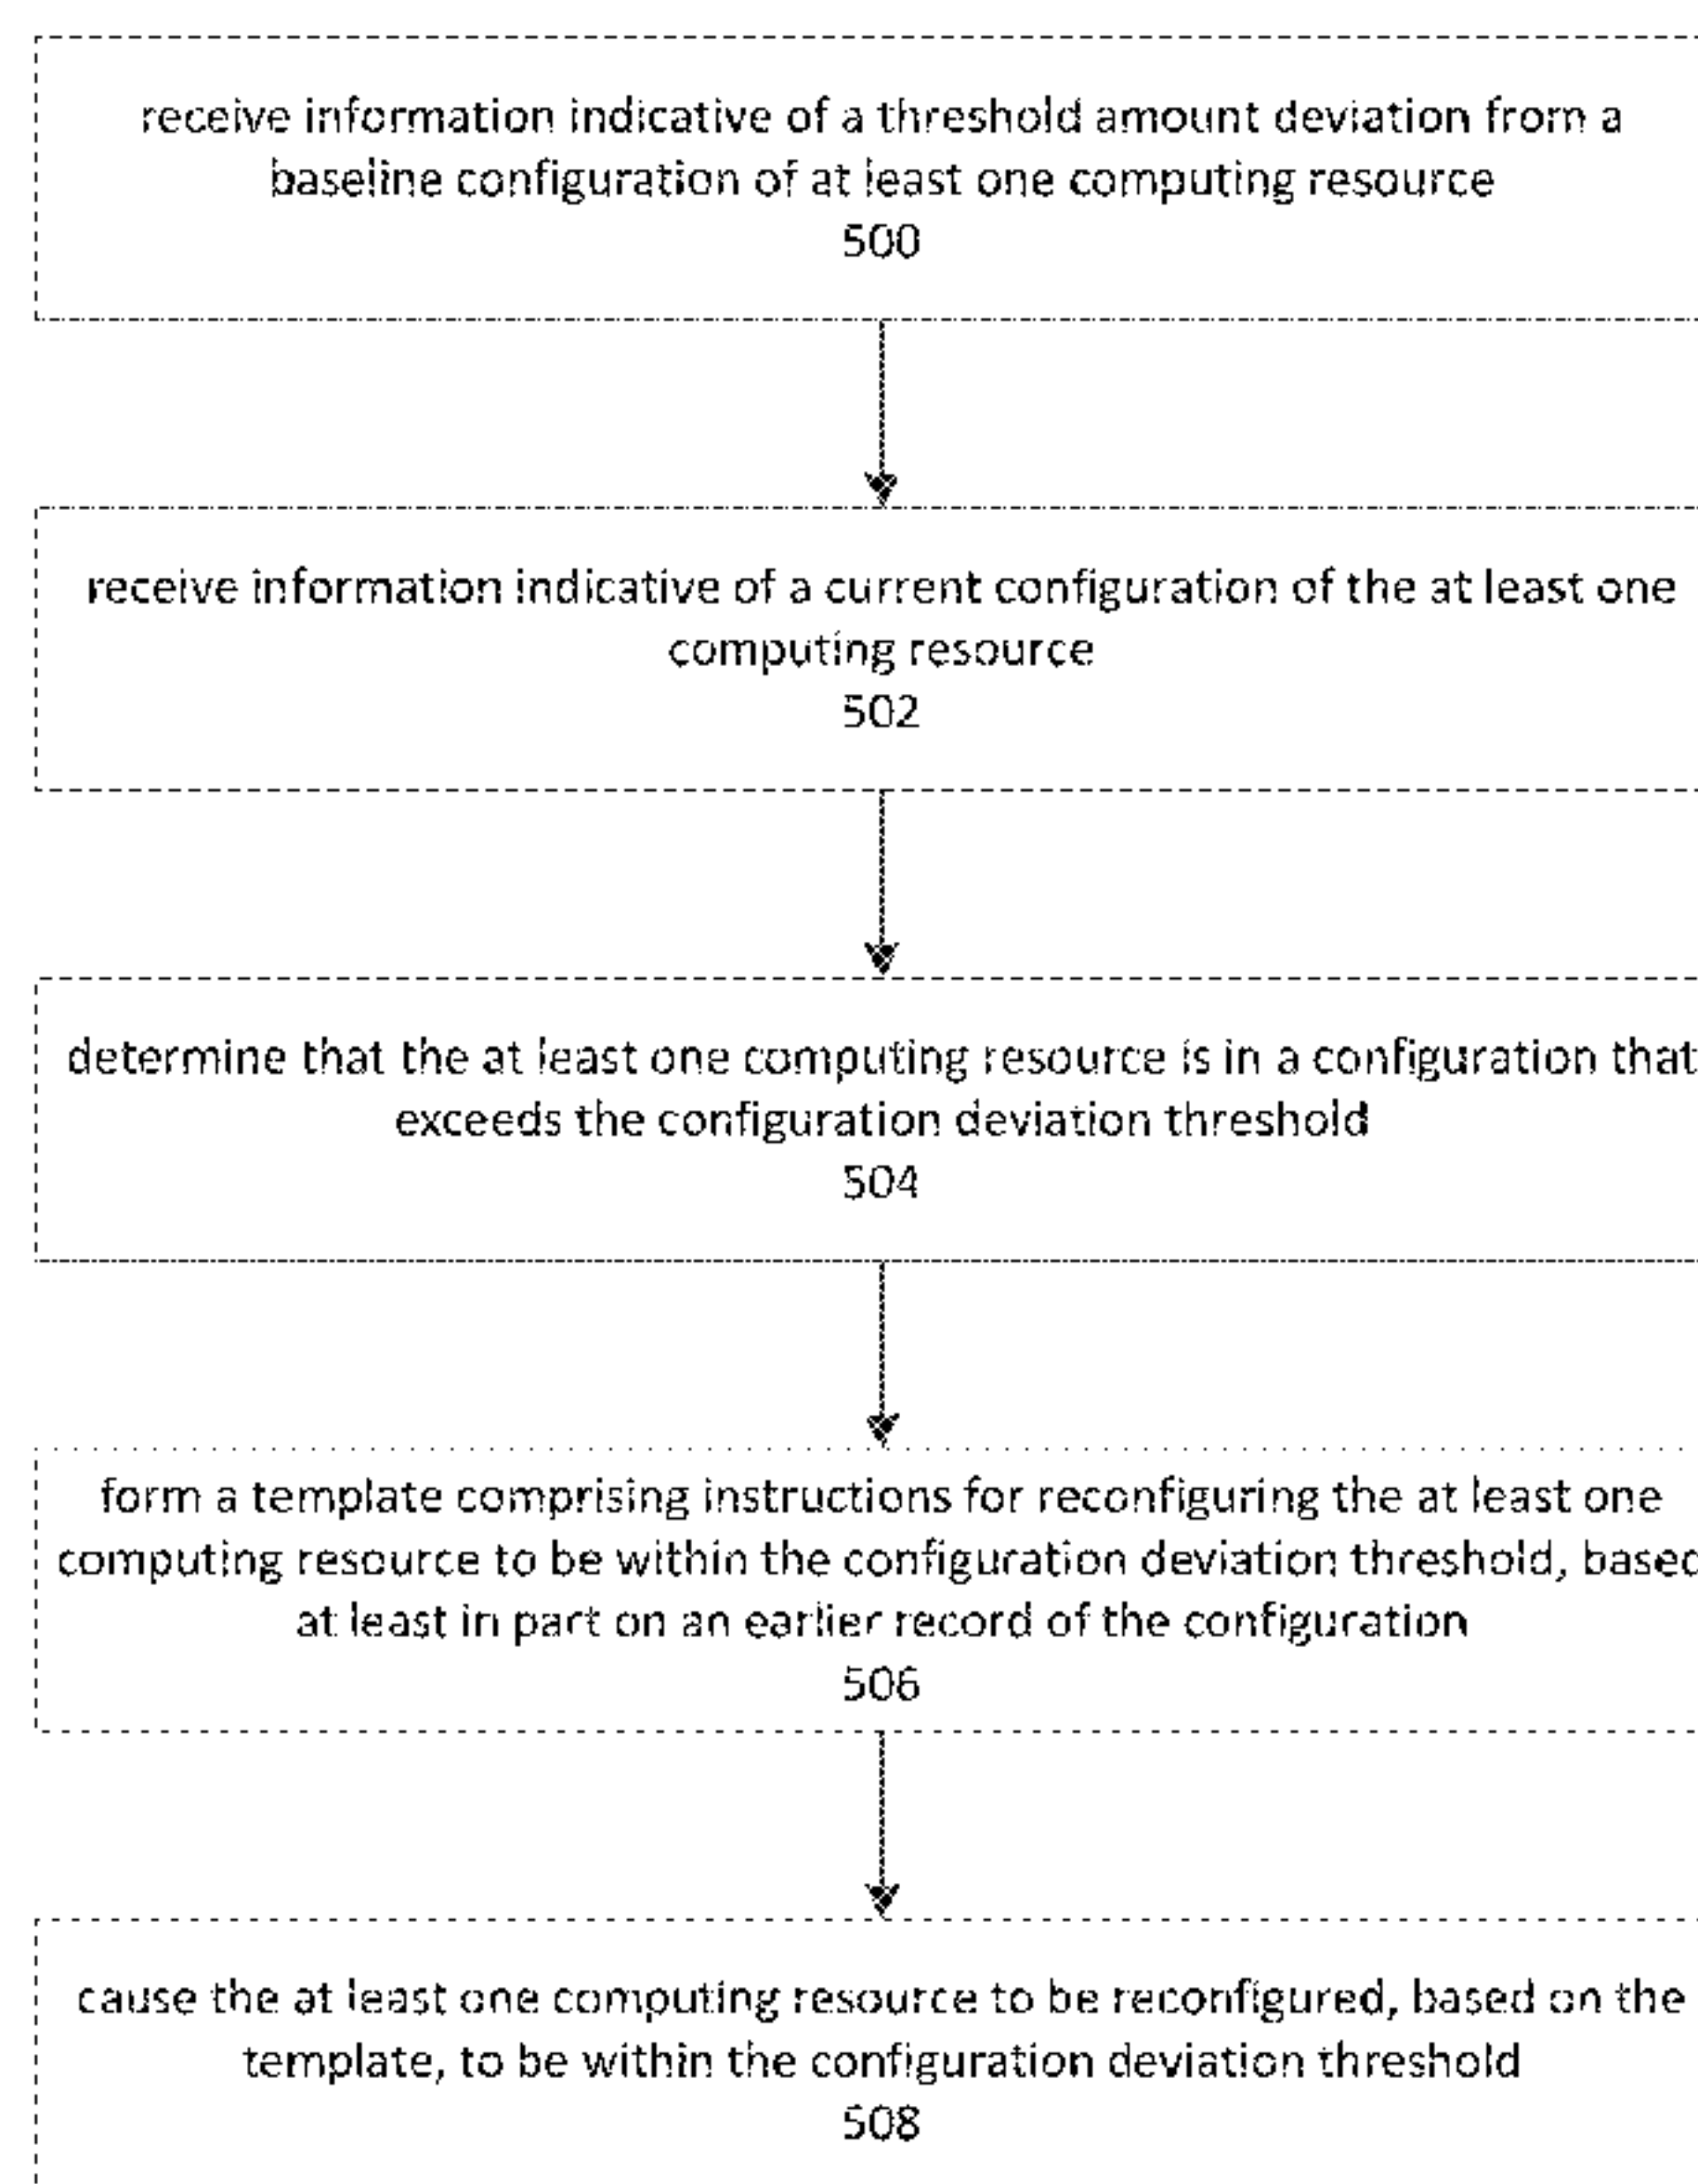 receive information indicative of a threshold amount deviation from a
baseline configuration of at least one computing resource
500
receive information indicative of a current configuration of the at least one
computing resource
502
determine that the at least one computing resource is in a configuration that
exceeds the configuration deviation threshold
504
form a template comprising instructions for reconfiguring the at least one
computing resource to be within the configuration deviation threshold, based
at least in part on an earlier record of the configuration
506
cause the at least one computing resource to be reconfigured, based on the
template, to be within the configuration deviation threshold
508